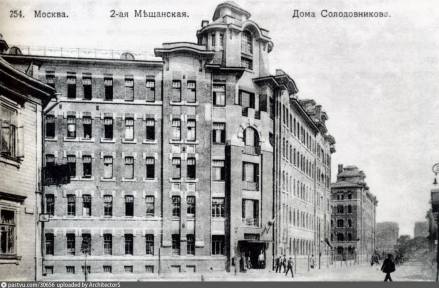 254. Москва. 2-ая Мѣщанская. Дома Солодовникова.
pastvu.com/30656 uploaded by Architector5